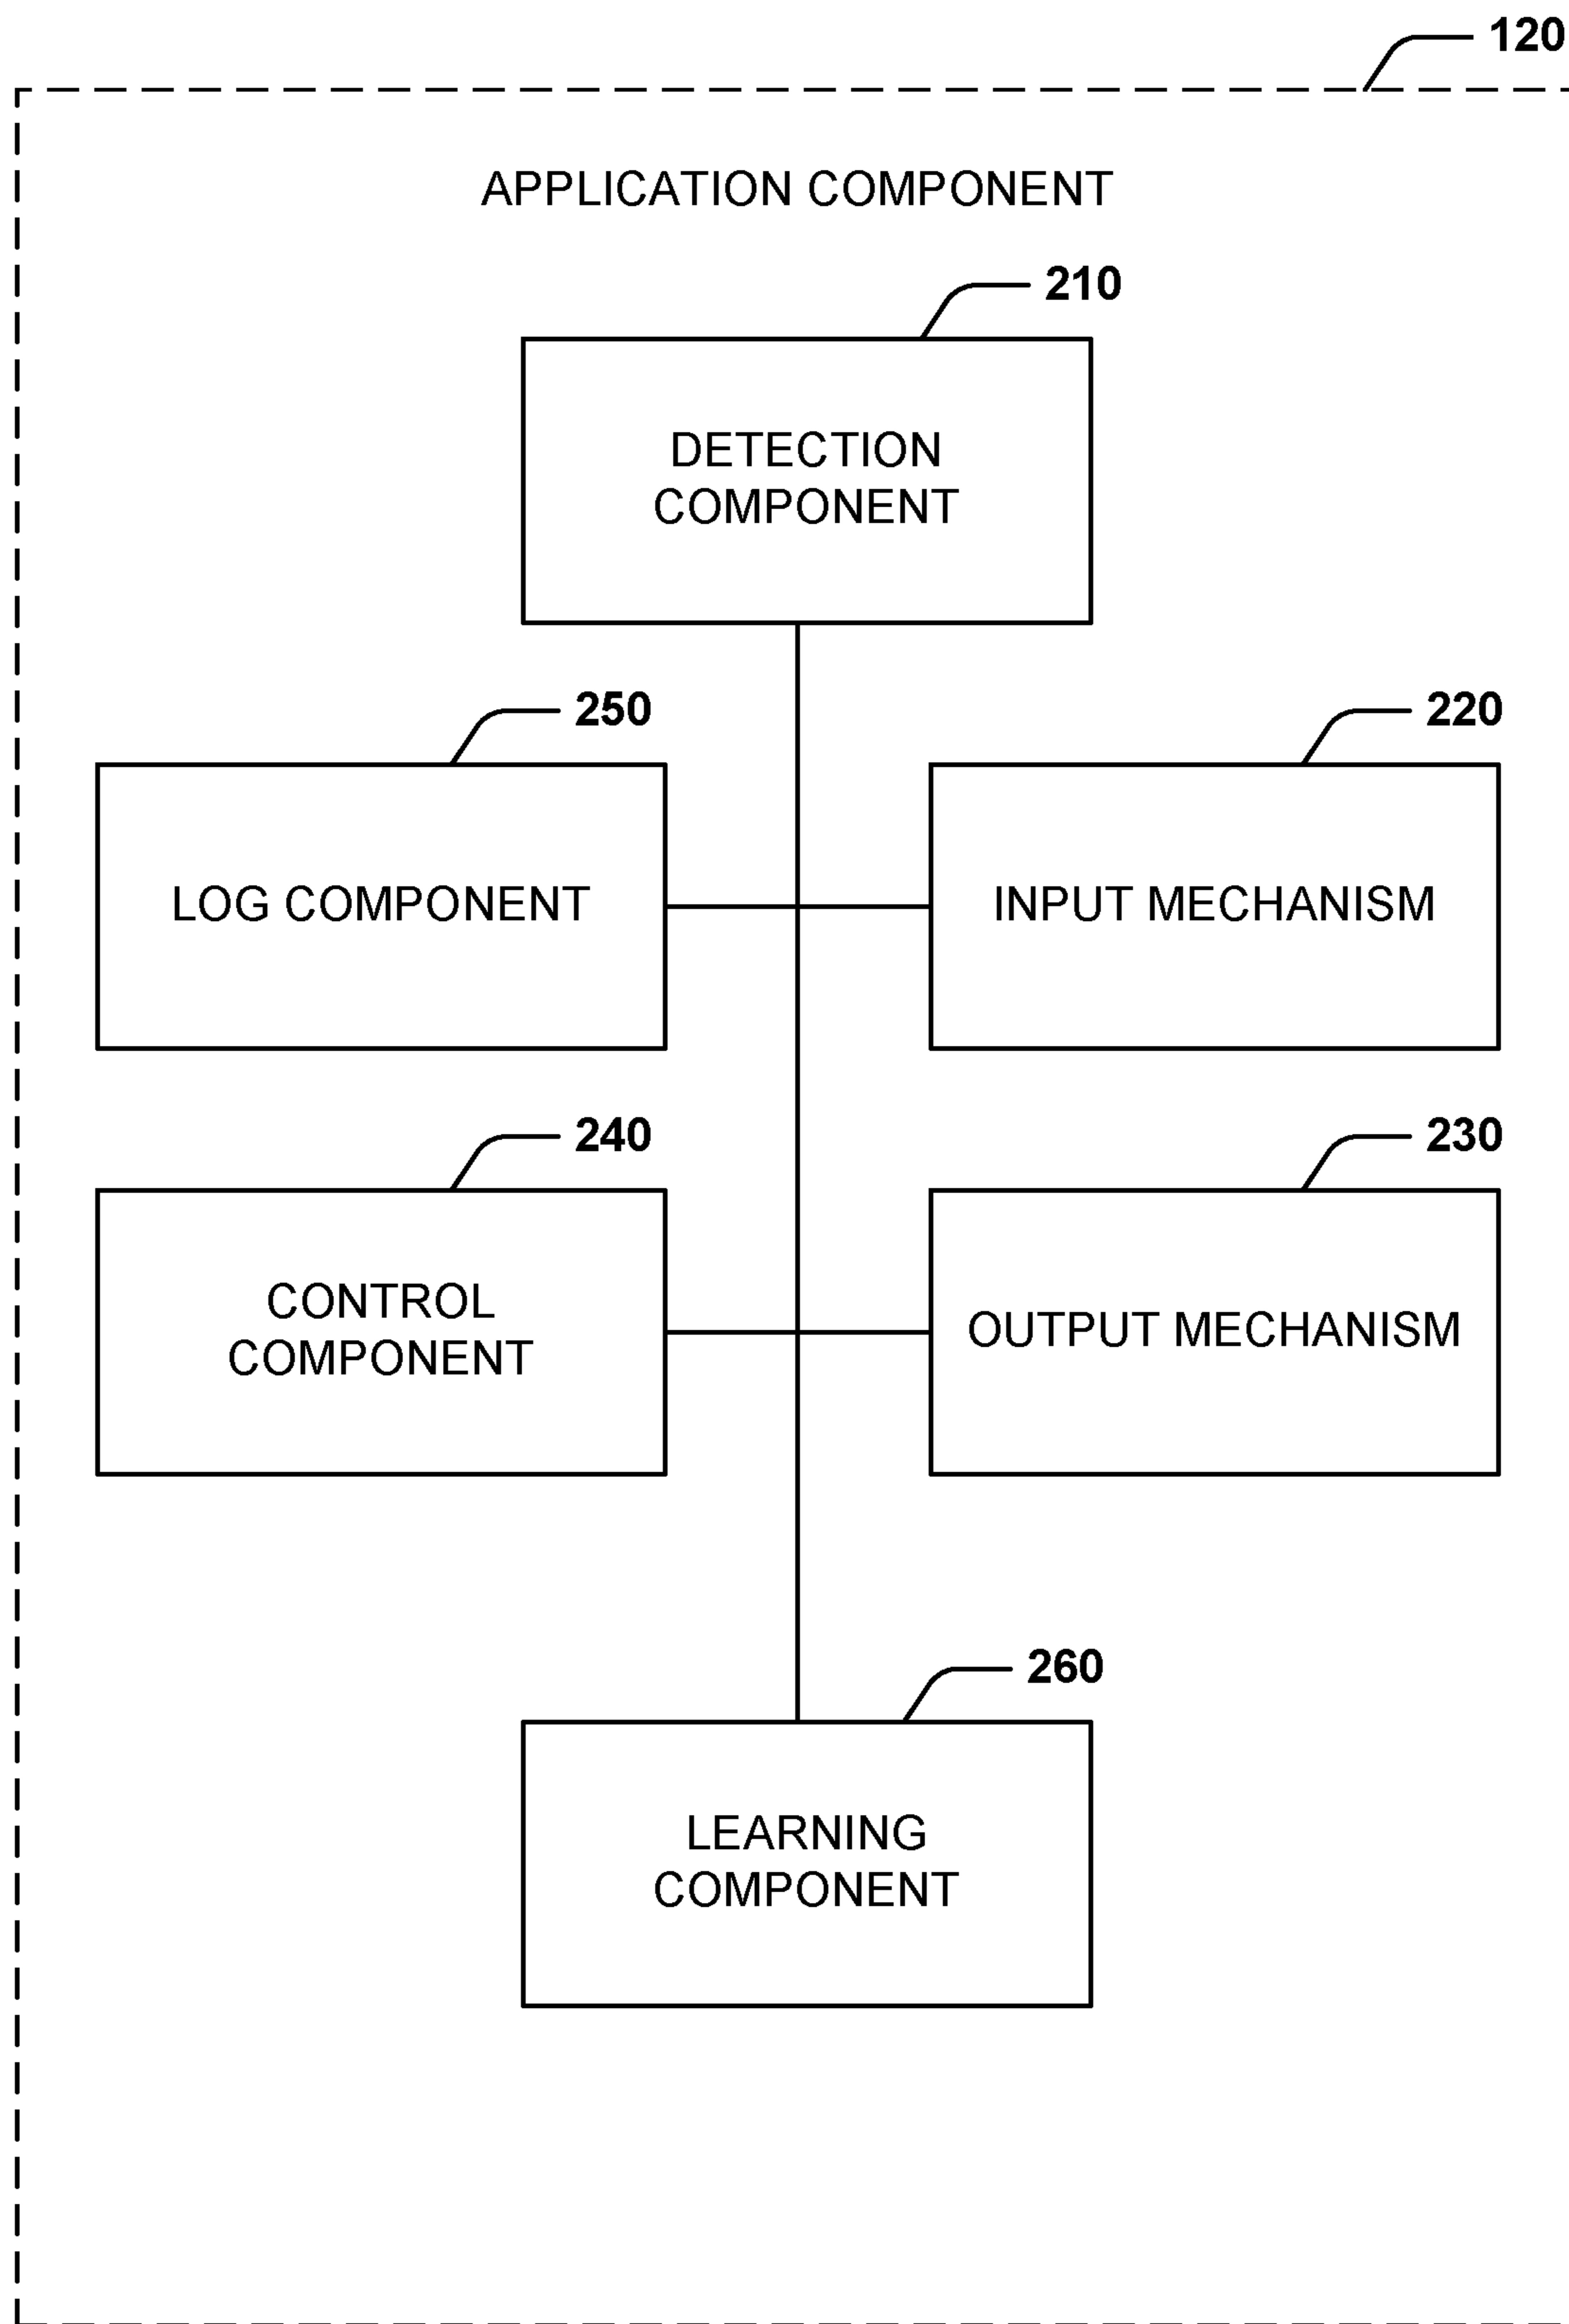 120
APPLICATION COMPONENT
210
DETECTION
COMPONENT
250
220
LOG COMPONENT
INPUT MECHANISM
240
230
CONTROL
COMPONENT
OUTPUT MECHANISM
260
LEARNING
COMPONENT